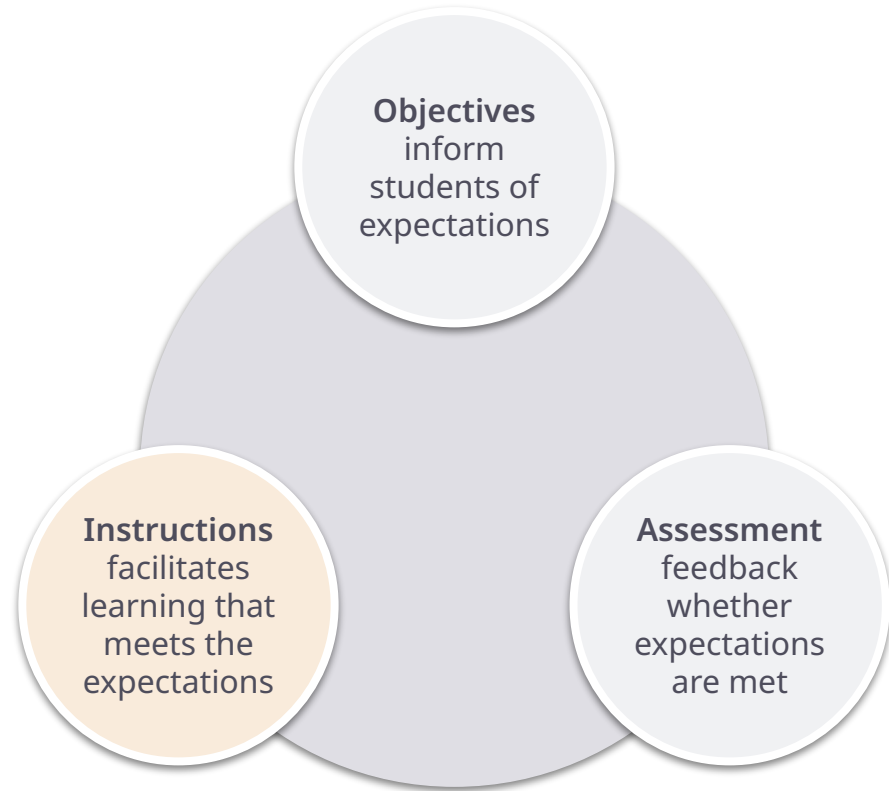 Objectives
inform
students of
expectations
Instructions
facilitates
learning that
meets the
expectations
Assessment
feedback
whether
expectations
are met